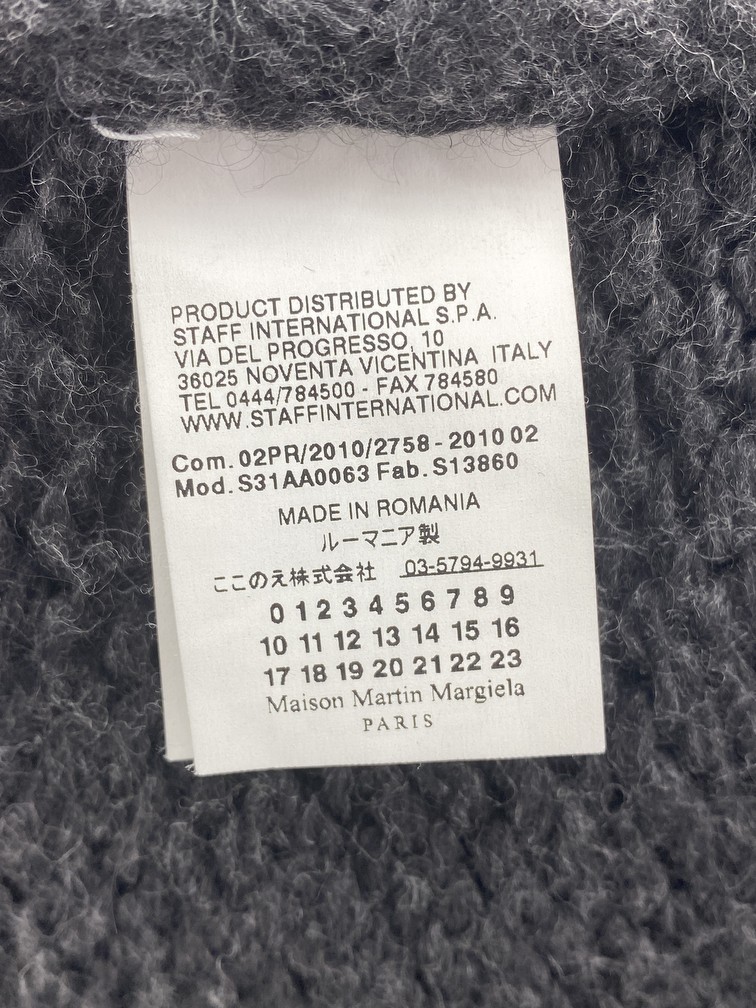 PRODUCT DISTRIBUTED BY
STAFF INTERNATIONAL S.P.A.
VIA DEL PROGRESSO, 10
36025 NOVENTA VICENTINA ITALY
TEL 0444/784500 - FAX 784580
WWW.STAFFINTERNATIONAL.COM
Com. 02PR/2010/2758 - 2010 02
Mod. S31AA0063 Fab. S13860
MADE IN ROMANIA
ルーマニア製
ここのえ株式会社 03-5794-9931
0 1 2 3 4 5 6 7 8 9
10 11 12 13 14 15 16
17 18 19 20 21 22 23
Maison Martin Margiela
PARIS